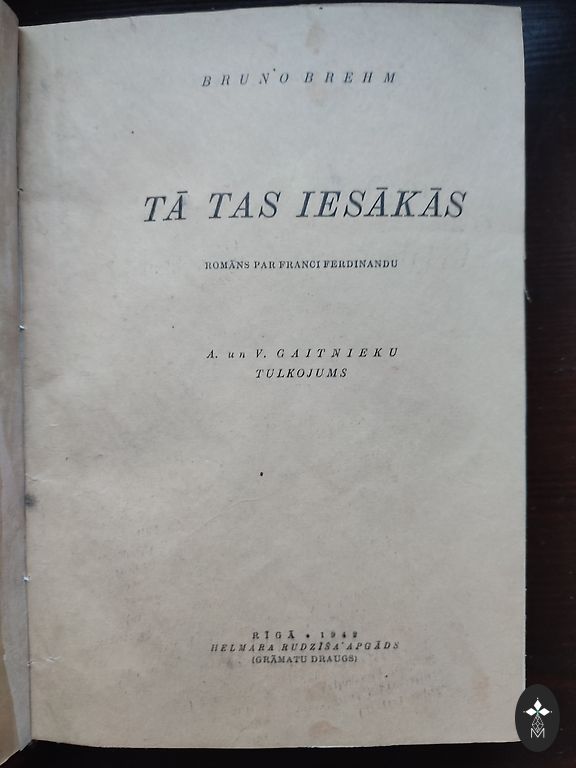 BRUNO BREHM
TĀ TAS IESĀKĀS
ROMĀNS PAR FRANCI FERDINANDU
A. un V. GAITNIEKU
TULKOJUMS
RĪGĀ • 1942
HELMARA RUDZĪŠA APGĀDS
(GRĀMATU DRAUGS)
M